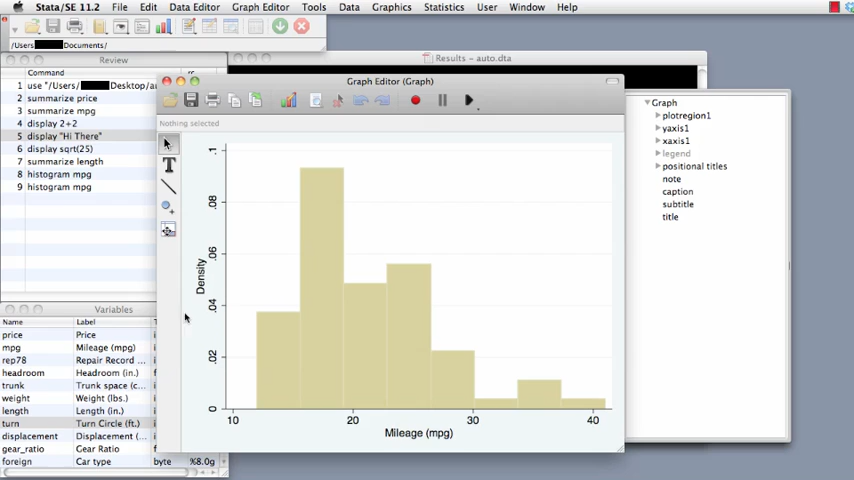 Stata/SE 11.2 File Edit Data Editor Graph Editor Tools Data Graphics Statistics User Window Help
/Users/ Documents/
Review
Command
1 use "/Users/ Desktop/au
2 summarize price
3 summarize mpg
4 display 2+2
5 display "Hi There"
6 display sqrt(25)
7 summarize length
8 histogram mpg
9 histogram mpg
Variables
Name Label
price Price
mpg Mileage (mpg)
rep78 Repair Record ...
headroom Headroom (in.)
trunk Trunk space (c...
weight Weight (lbs.)
length Length (in.)
turn Turn Circle (ft.)
displacement Displacement (...
gear_ratio Gear Ratio
foreign Car type byte %8.0g
Results - auto.dta
Graph Editor (Graph)
Nothing selected
T
.1
.08
.06
.04
.02
0
Density
10 20 30 40
Mileage (mpg)
Graph
plotregion1
yaxis1
xaxis1
legend
positional titles
note
caption
subtitle
title